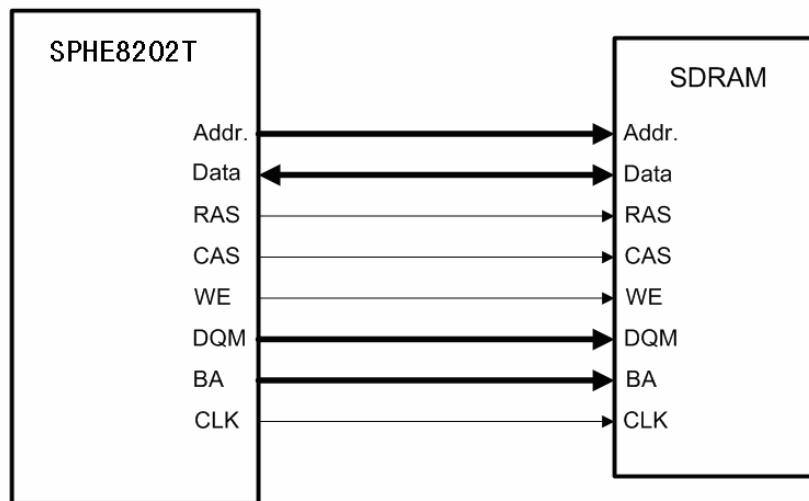 SPHE8202T
SDRAM
Addr. Addr.
Data Data
RAS RAS
CAS CAS
WE WE
DQM DQM
BA BA
CLK CLK